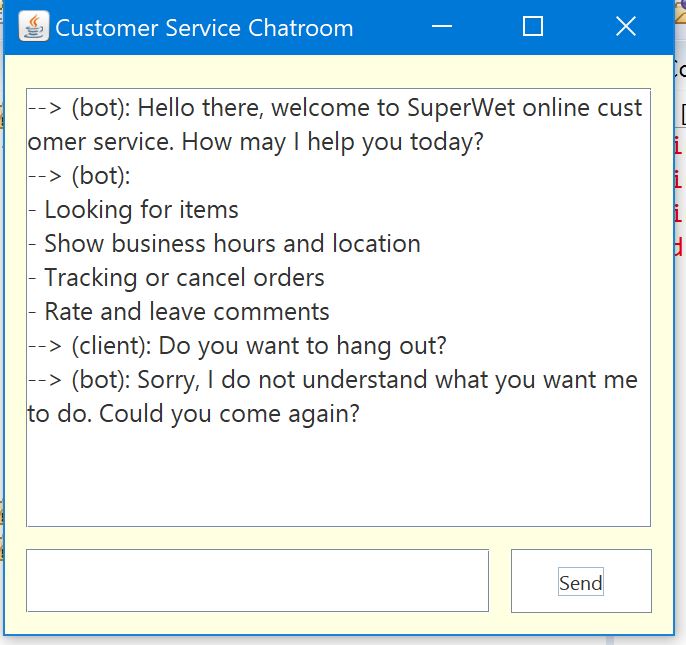 Customer Service Chatroom
--> (bot): Hello there, welcome to SuperWet online cust
omer service. How may I help you today?
--> (bot):
- Looking for items
- Show business hours and location
- Tracking or cancel orders
- Rate and leave comments
--> (client): Do you want to hang out?
--> (bot): Sorry, I do not understand what you want me
to do. Could you come again?
Send